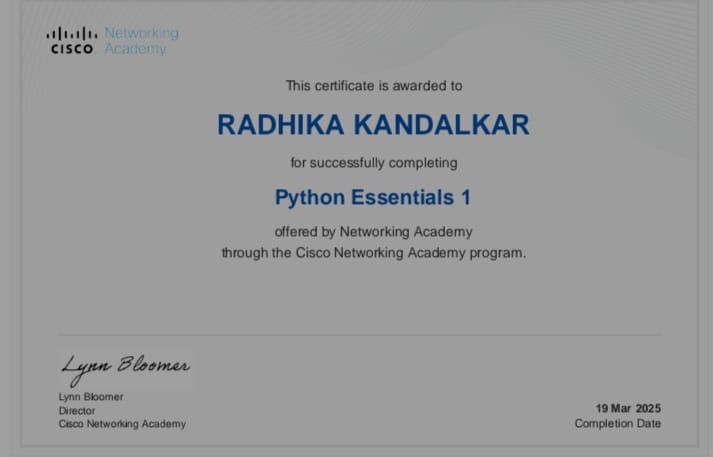 CISCO Networking
Academy
This certificate is awarded to
RADHIKA KANDALKAR
for successfully completing
Python Essentials 1
offered by Networking Academy
through the Cisco Networking Academy program.
Lynn Bloomer
Lynn Bloomer
Director
Cisco Networking Academy
19 Mar 2025
Completion Date